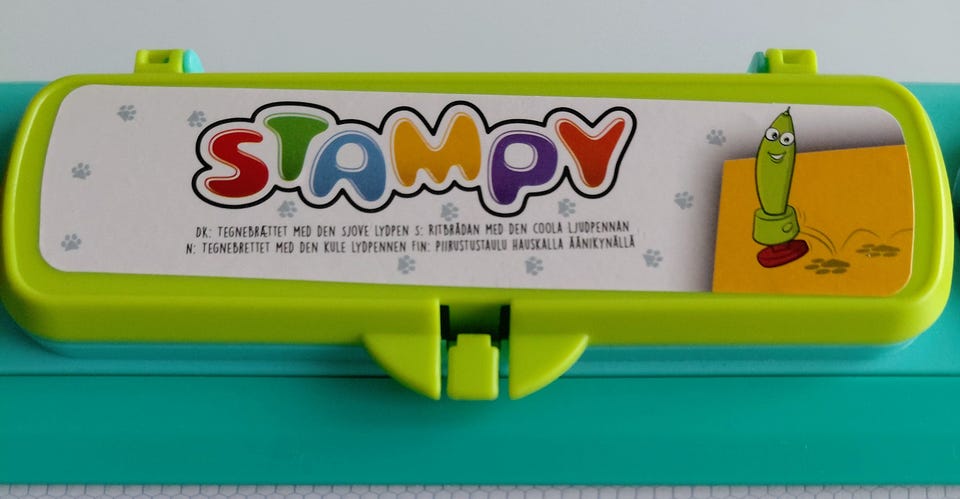 STAMPY
DK: TEGNEBRÆTTET MED DEN SJOVE LYDPEN S: RITBRÄDAN MED DEN COOLA LJUDPENNAN
N: TEGNEBRETTET MED DEN KULE LYDPENNEN FIN: PIIRUSTUSTAULU HAUSKALLA ÄÄNIKYNÄLLÄ